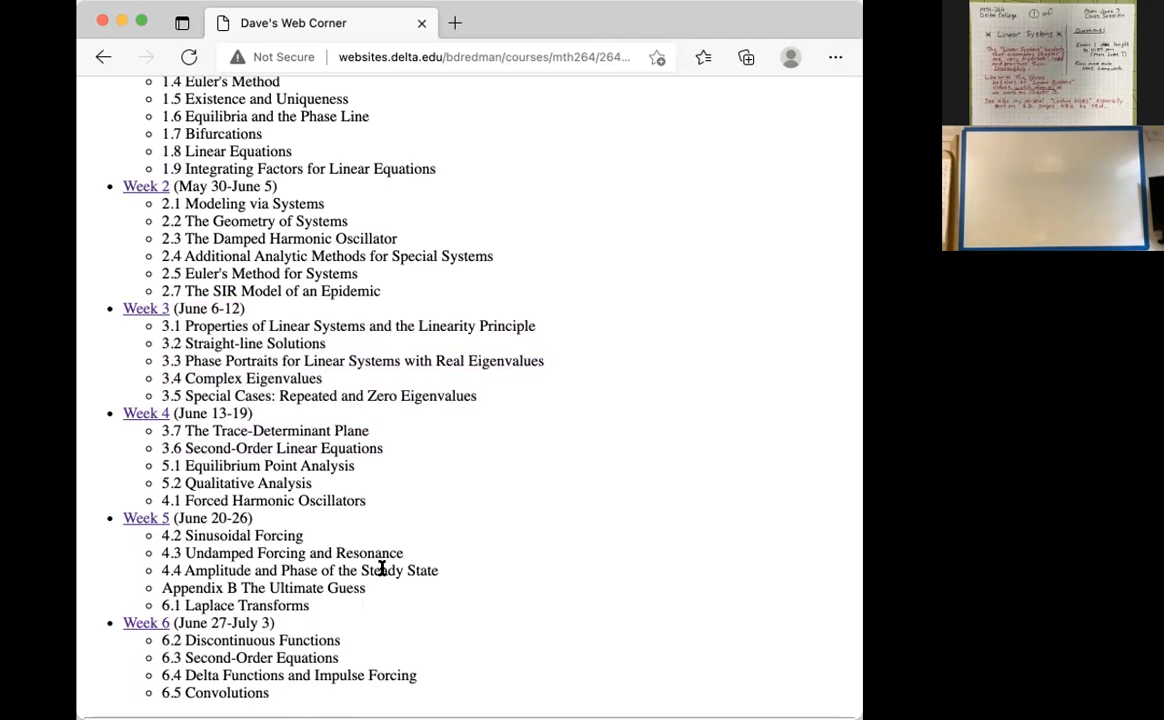 Dave's Web Corner
Not Secure
websites.delta.edu/bdredman/courses/mth264/264...
1.4 Euler's Method
1.5 Existence and Uniqueness
1.6 Equilibria and the Phase Line
1.7 Bifurcations
1.8 Linear Equations
1.9 Integrating Factors for Linear Equations
Week 2 (May 30-June 5)
2.1 Modeling via Systems
2.2 The Geometry of Systems
2.3 The Damped Harmonic Oscillator
2.4 Additional Analytic Methods for Special Systems
2.5 Euler's Method for Systems
2.7 The SIR Model of an Epidemic
Week 3 (June 6-12)
3.1 Properties of Linear Systems and the Linearity Principle
3.2 Straight-line Solutions
3.3 Phase Portraits for Linear Systems with Real Eigenvalues
3.4 Complex Eigenvalues
3.5 Special Cases: Repeated and Zero Eigenvalues
Week 4 (June 13-19)
3.7 The Trace-Determinant Plane
3.6 Second-Order Linear Equations
5.1 Equilibrium Point Analysis
5.2 Qualitative Analysis
4.1 Forced Harmonic Oscillators
Week 5 (June 20-26)
4.2 Sinusoidal Forcing
4.3 Undamped Forcing and Resonance
4.4 Amplitude and Phase of the Steady State
Appendix B The Ultimate Guess
6.1 Laplace Transforms
Week 6 (June 27-July 3)
6.2 Discontinuous Functions
6.3 Second-Order Equations
6.4 Delta Functions and Impulse Forcing
6.5 Convolutions
MTH-264
Delta College
Class Session
Linear Systems